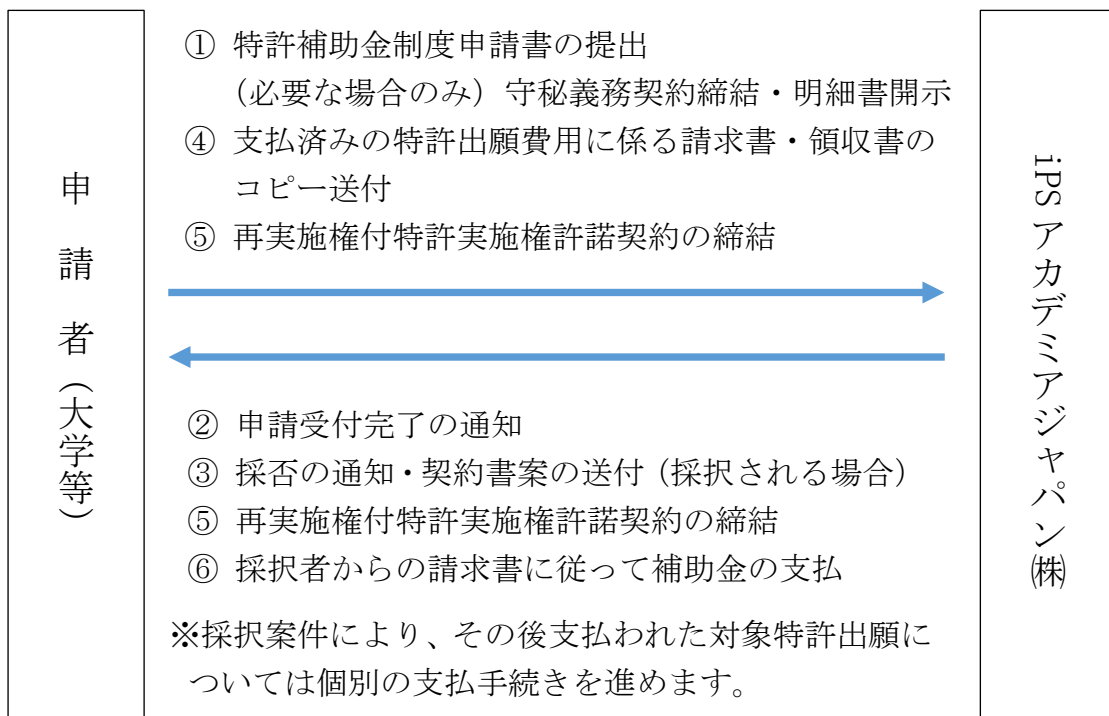 申請者(大学等)
① 特許補助金制度申請書の提出
(必要な場合のみ)守秘義務契約締結・明細書開示
④ 支払済みの特許出願費用に係る請求書・領収書の
コピー送付
⑤ 再実施権付特許実施権許諾契約の締結
② 申請受付完了の通知
③ 採否の通知・契約書案の送付(採択される場合)
⑤ 再実施権付特許実施権許諾契約の締結
⑥ 採択者からの請求書に従って補助金の支払
※採択案件により、その後支払われた対象特許出願に
ついては個別の支払手続きを進めます。
iPSアカデミアジャパン㈱